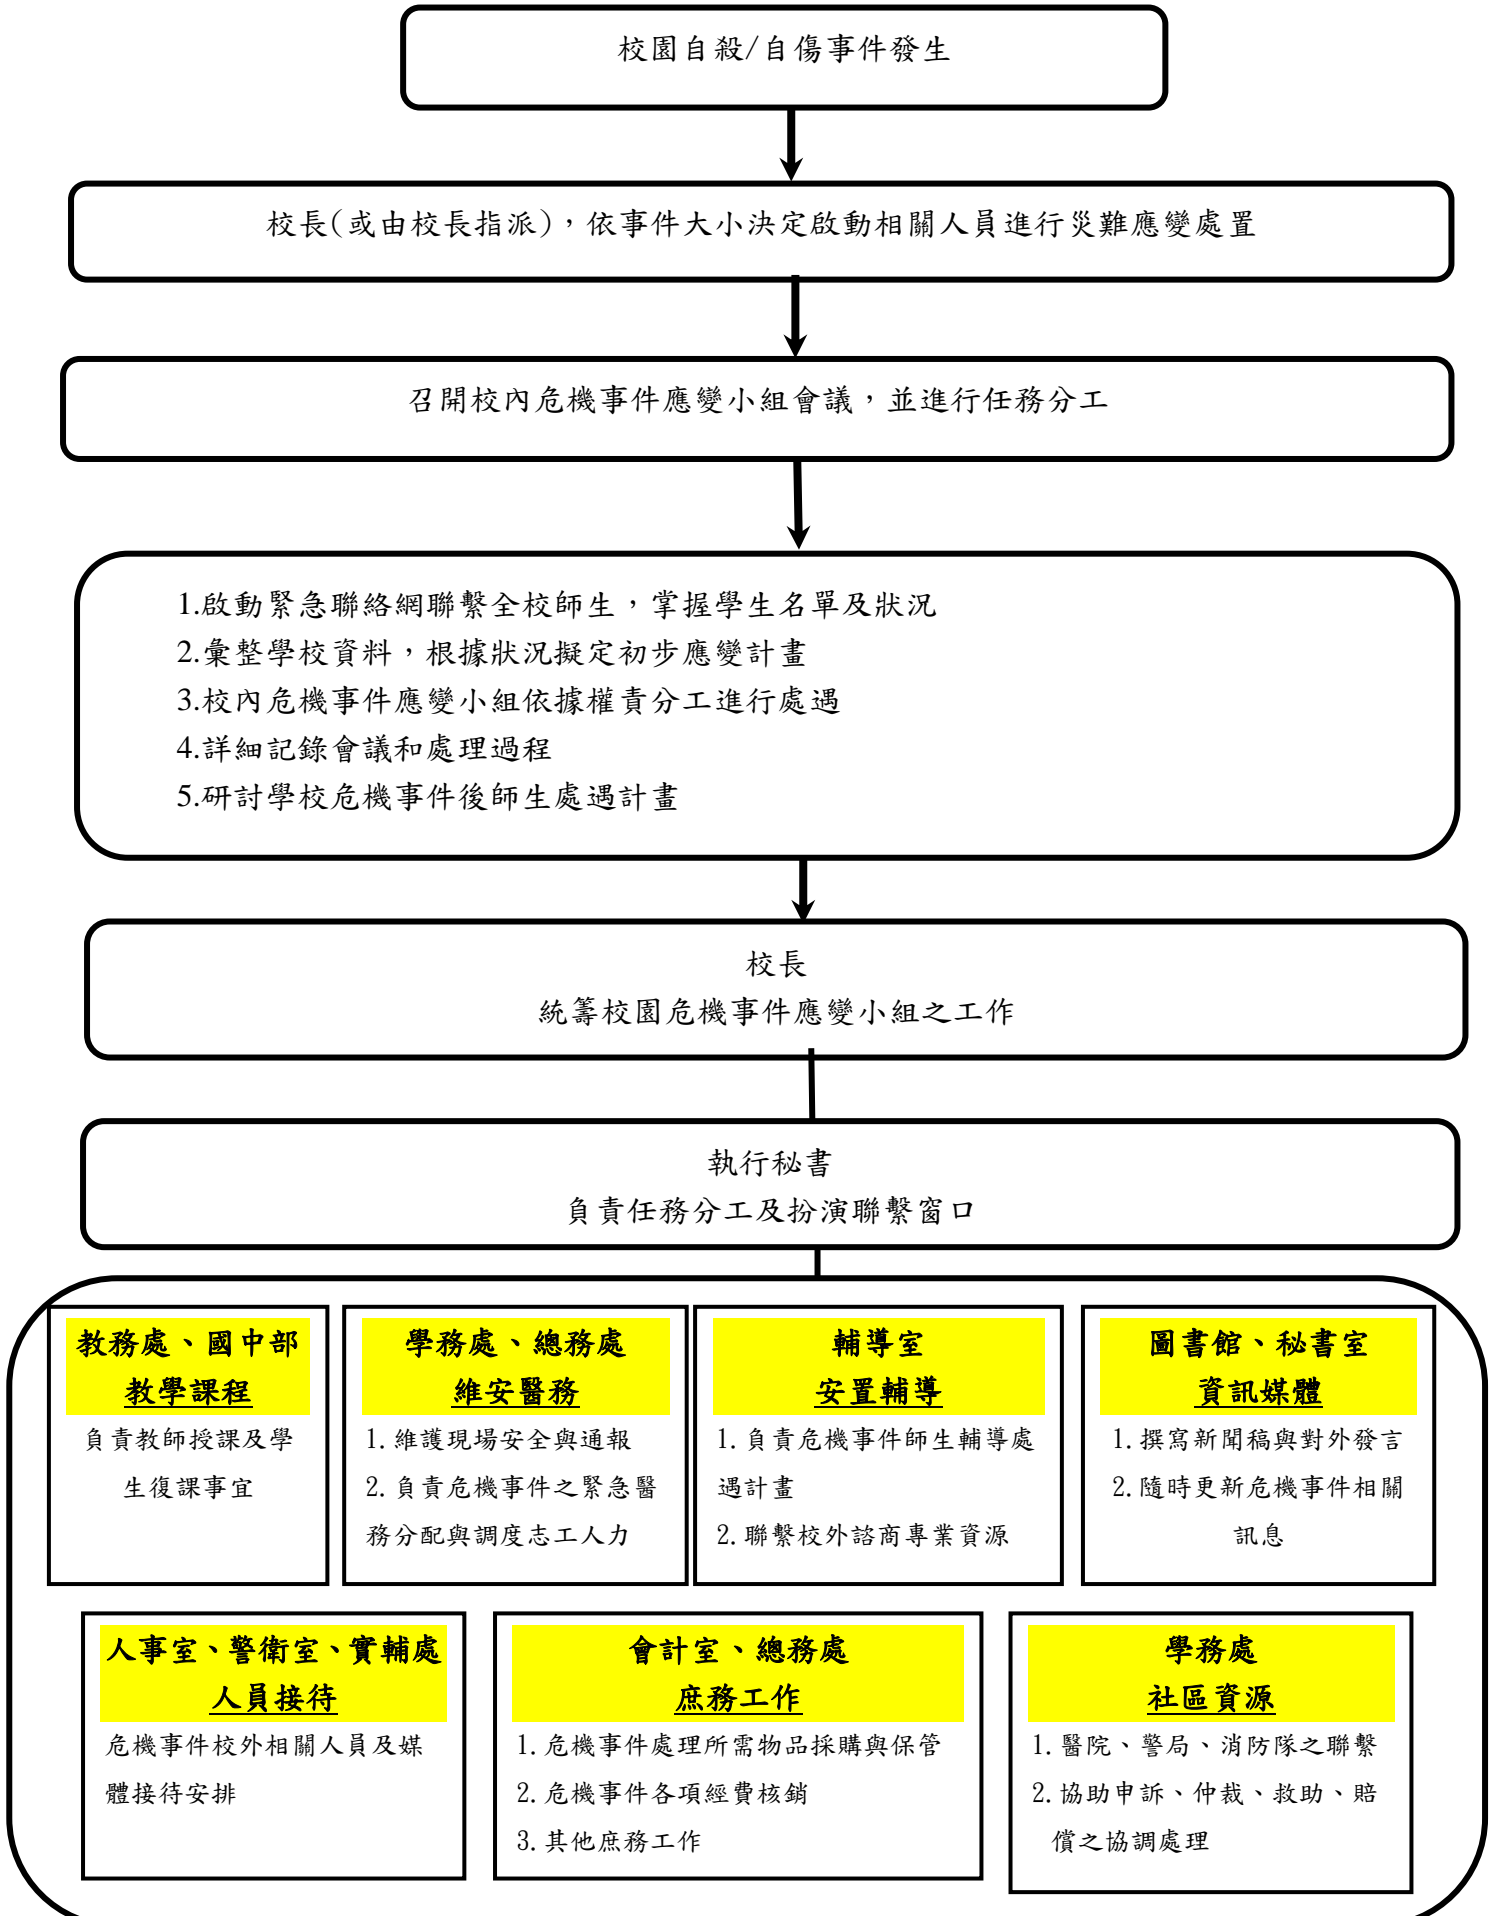 校園自殺/自傷事件發生
校長(或由校長指派)，依事件大小決定啟動相關人員進行災難應變處置
召開校內危機事件應變小組會議，並進行任務分工
1.啟動緊急聯絡網聯繫全校師生，掌握學生名單及狀況
2.彙整學校資料，根據狀況擬定初步應變計畫
3.校內危機事件應變小組依據權責分工進行處遇
4.詳細記錄會議和處理過程
5.研討學校危機事件後師生處遇計畫
校長
統籌校園危機事件應變小組之工作
執行秘書
負責任務分工及扮演聯繫窗口
教務處、國中部
教學課程
負責教師授課及學
生復課事宜
學務處、總務處
維安醫務
1.維護現場安全與通報
2.負責危機事件之緊急醫
務分配與調度志工人力
輔導室
安置輔導
1.負責危機事件師生輔導處
遇計畫
2.聯繫校外諮商專業資源
圖書館、秘書室
資訊媒體
1.撰寫新聞稿與對外發言
2.隨時更新危機事件相關
訊息
人事室、警衛室、實輔處
人員接待
危機事件校外相關人員及媒
體接待安排
會計室、總務處
庶務工作
1.危機事件處理所需物品採購與保管
2.危機事件各項經費核銷
3.其他庶務工作
學務處
社區資源
1.醫院、警局、消防隊之聯繫
2.協助申訴、仲裁、救助、賠
償之協調處理